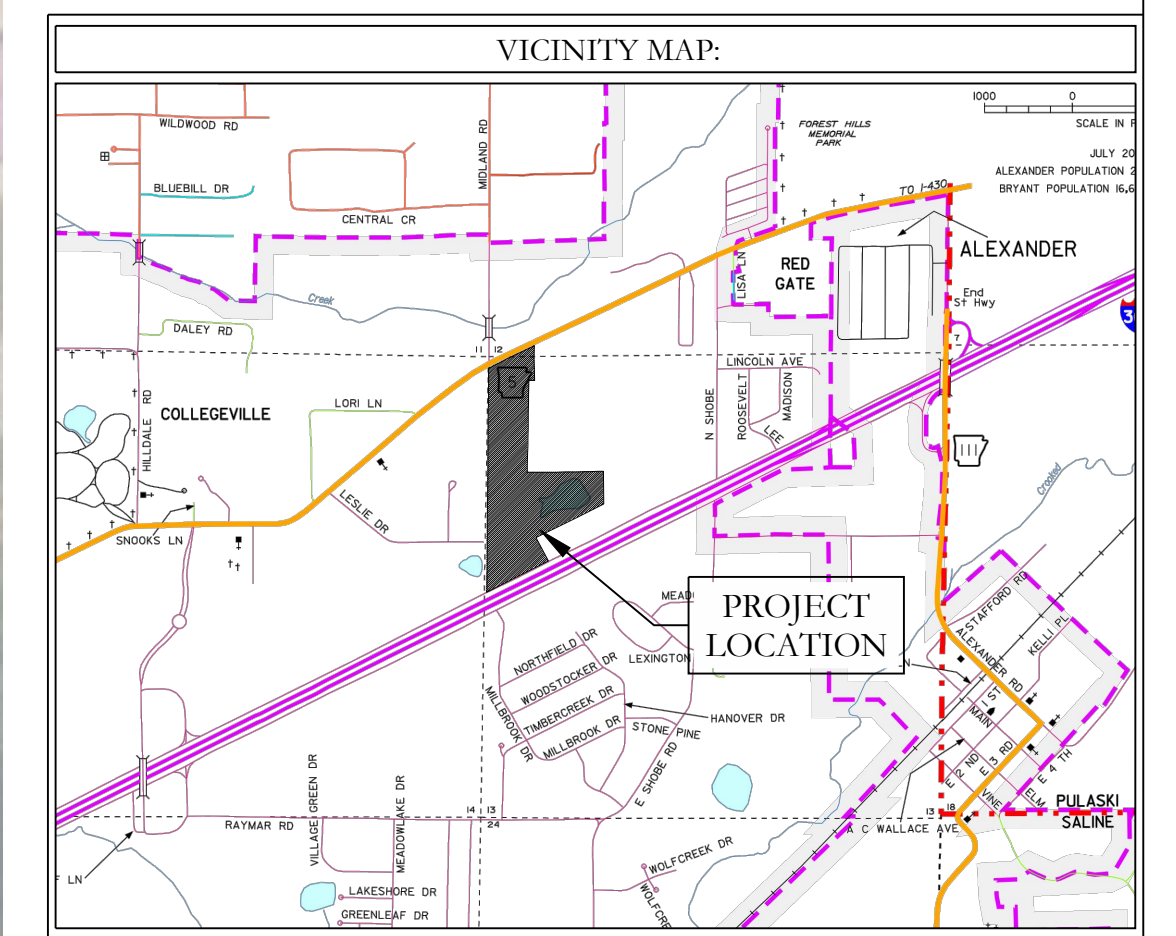 VICINITY MAP:
1000 0
SCALE IN F
JULY 20
ALEXANDER POPULATION 2
BRYANT POPULATION 16,6
WILDWOOD RD
MIDLAND RD
FOREST HILLS
MEMORIAL
PARK
BLUEBILL DR
CENTRAL CR
TO I-430
ALEXANDER
LISA LN
RED
GATE
End
St Hwy
Creek
3
DALEY RD
11 12
7
LINCOLN AVE
5
HILLDALE RD
COLLEGEVILLE
LORI LN
N SHOBE
ROOSEVELT
MADISON
LEE
111
Crooked
LESLIE DR
SNOOKS LN
PROJECT
LOCATION
MEAD
LEXINGTON
STAFFORD RD
KELLI PL
ALEXANDER RD
N
NORTHFIELD DR
WOODSTOCKER DR
TIMBERCREEK DR
MILLBROOK DR
MILLBROOK DR
HANOVER DR
STONE PINE
E SHOBE RD
I ST
MAIN
E 2 ND
E 3 RD
E 4 TH
VINE
ELM
VILLAGE GREEN DR
MEADOWLAKE DR
RAYMAR RD
14 13
24
13 18
A C WALLACE AVE
PULASKI
SALINE
F LN
LAKESHORE DR
GREENLEAF DR
WOLFCREEK DR
WOLFCRE